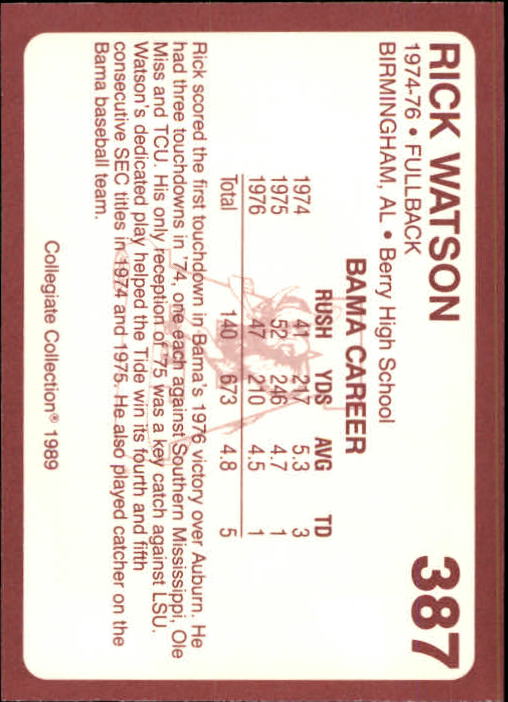 RICK WATSON 387
1974-76 • FULLBACK
BIRMINGHAM, AL • Berry High School
BAMA CAREER
RUSH YDS AVG TD
1974 41 217 5.3 3
1975 52 246 4.7 1
1976 47 210 4.5 1
Total 140 673 4.8 5
Rick scored the first touchdown in Bama's 1976 victory over Auburn. He
had three touchdowns in '74, one each against Southern Mississippi, Ole
Miss and TCU. His only reception of '75 was a key catch against LSU.
Watson's dedicated play helped the Tide win its fourth and fifth
consecutive SEC titles in 1974 and 1975. He also played catcher on the
Bama baseball team.
Collegiate Collection® 1989